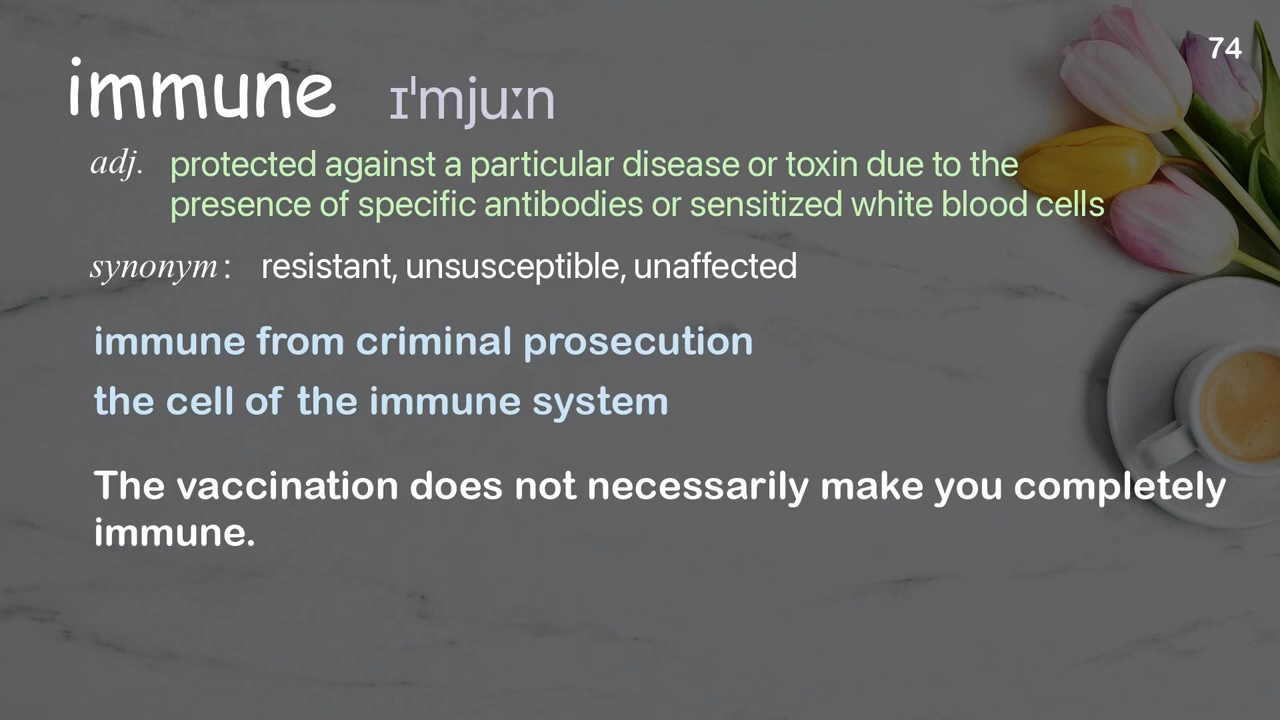 74
immune ɪˈmjuːn
adj. protected against a particular disease or toxin due to the
presence of specific antibodies or sensitized white blood cells
synonym: resistant, unsusceptible, unaffected
immune from criminal prosecution
the cell of the immune system
The vaccination does not necessarily make you completely
immune.